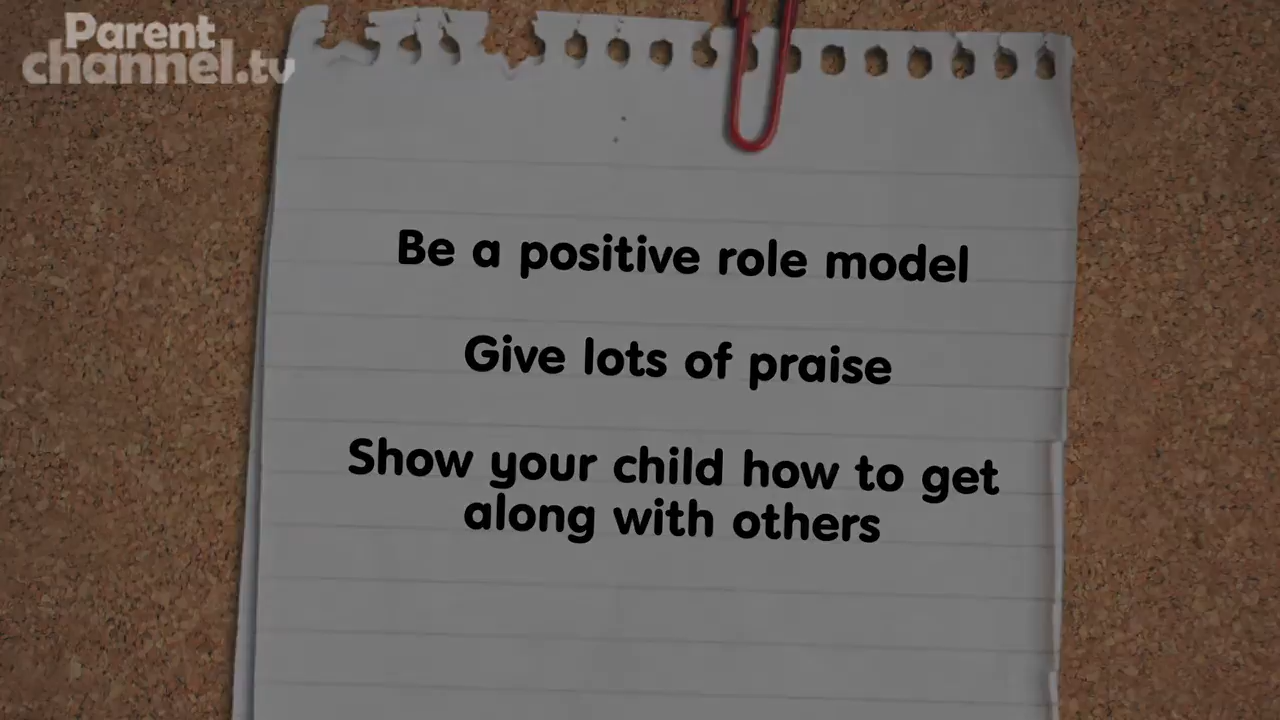 Parent
channel.tv
Be a positive role model
Give lots of praise
Show your child how to get
along with others